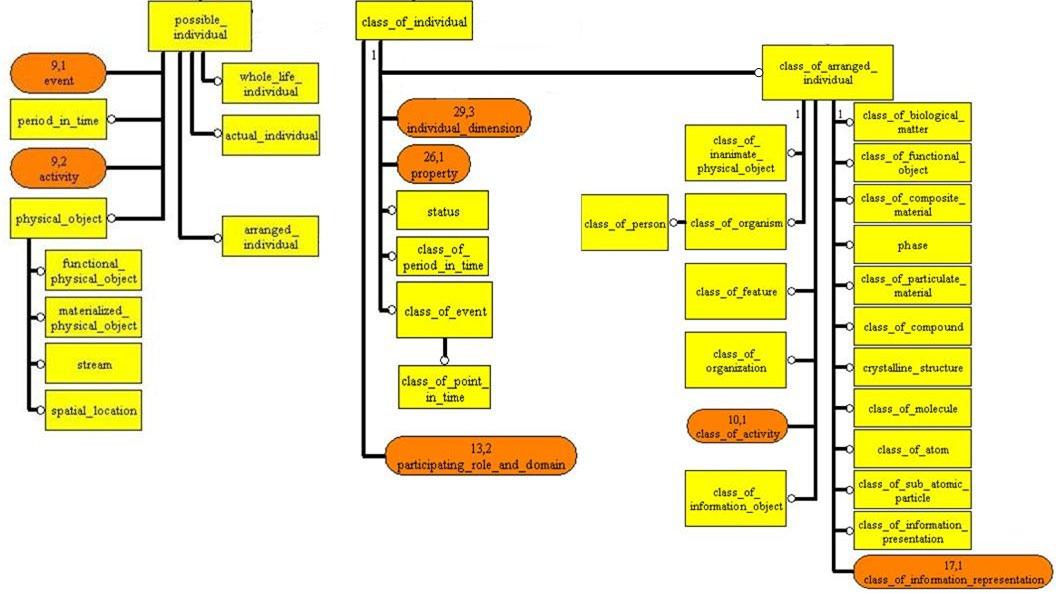 possible_
individual
9,1
event
period_in_time
9,2
activity
physical_object
functional_
physical_object
materialized_
physical_object
stream
spatial_location
whole_life_
individual
actual_individual
arranged_
individual
class_of_individual
1
29,3
individual_dimension
26,1
property
status
class_of_
period_in_time
class_of_event
class_of_point_
in_time
13,2
participating_role_and_domain
class_of_arranged_
individual
1
class_of_
inanimate_
physical_object
class_of_person
class_of_organism
class_of_feature
class_of_
organization
10,1
class_of_activity
class_of_
information_object
1
class_of_biological_
matter
class_of_functional_
object
class_of_composite_
material
phase
class_of_particulate_
material
class_of_compound
crystalline_structure
class_of_molecule
class_of_atom
class_of_sub_atomic_
particle
class_of_information_
presentation
17,1
class_of_information_representation